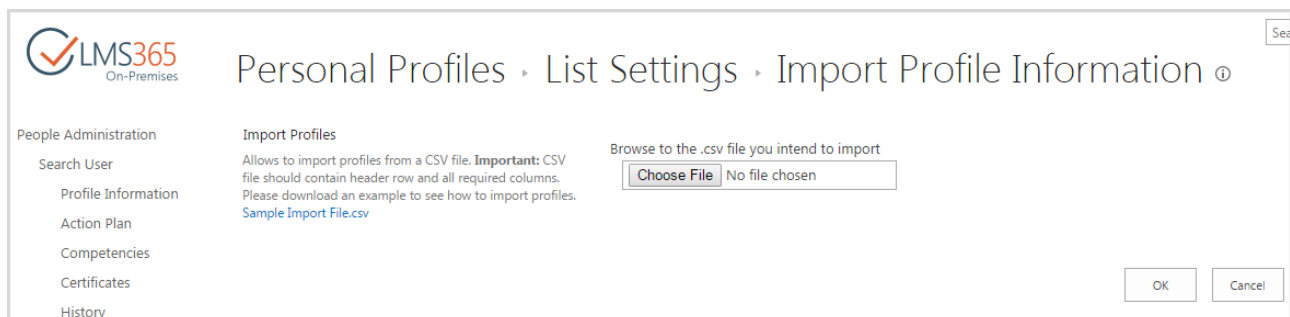 LMS365
On-Premises
Sea
Personal Profiles ▸ List Settings ▸ Import Profile Information
People Administration
Search User
Profile Information
Action Plan
Competencies
Certificates
History
Import Profiles
Allows to import profiles from a CSV file. Important: CSV
file should contain header row and all required columns.
Please download an example to see how to import profiles.
Sample Import File.csv
Browse to the .csv file you intend to import
Choose File No file chosen
OK Cancel